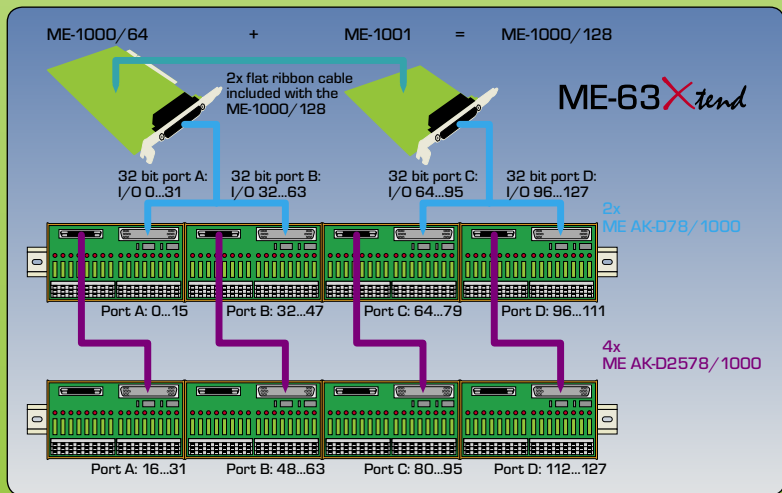 ME-1000/64 + ME-1001 = ME-1000/128
2x flat ribbon cable
included with the
ME-1000/128
ME-63Xtend
32 bit port A:
I/O 0...31
32 bit port B:
I/O 32...63
32 bit port C:
I/O 64...95
32 bit port D:
I/O 96...127
2x
ME AK-D78/1000
Port A: 0...15
Port B: 32...47
Port C: 64...79
Port D: 96...111
4x
ME AK-D2578/1000
Port A: 16...31
Port B: 48...63
Port C: 80...95
Port D: 112...127